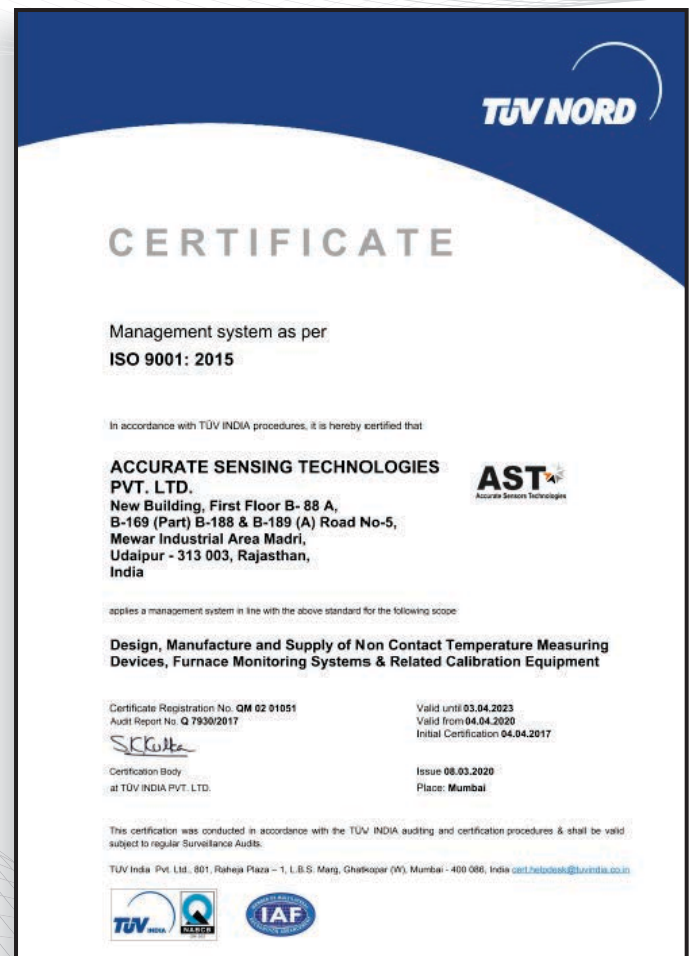 TÜV NORD
CERTIFICATE
Management system as per
ISO 9001: 2015
In accordance with TÜV INDIA procedures, it is hereby certified that
ACCURATE SENSING TECHNOLOGIES
PVT. LTD.
New Building, First Floor B- 88 A,
B-169 (Part) B-188 & B-189 (A) Road No-5,
Mewar Industrial Area Madri,
Udaipur - 313 003, Rajasthan,
India
AST
Accurate Sensors Technologies
applies a management system in line with the above standard for the following scope
Design, Manufacture and Supply of Non Contact Temperature Measuring
Devices, Furnace Monitoring Systems & Related Calibration Equipment
Certificate Registration No. QM 02 01051
Audit Report No. Q 7930/2017
Valid until 03.04.2023
Valid from 04.04.2020
Initial Certification 04.04.2017
Certification Body
at TÜV INDIA PVT. LTD.
Issue 08.03.2020
Place: Mumbai
This certification was conducted in accordance with the TÜV INDIA auditing and certification procedures & shall be valid
subject to regular Surveillance Audits.
TUV India Pvt. Ltd., 801, Raheja Plaza – 1, L.B.S. Marg, Ghatkopar (W), Mumbai - 400 086, India cert.helpdesk@tuvindia.co.in
TÜV INDIA
NABCB
IAF